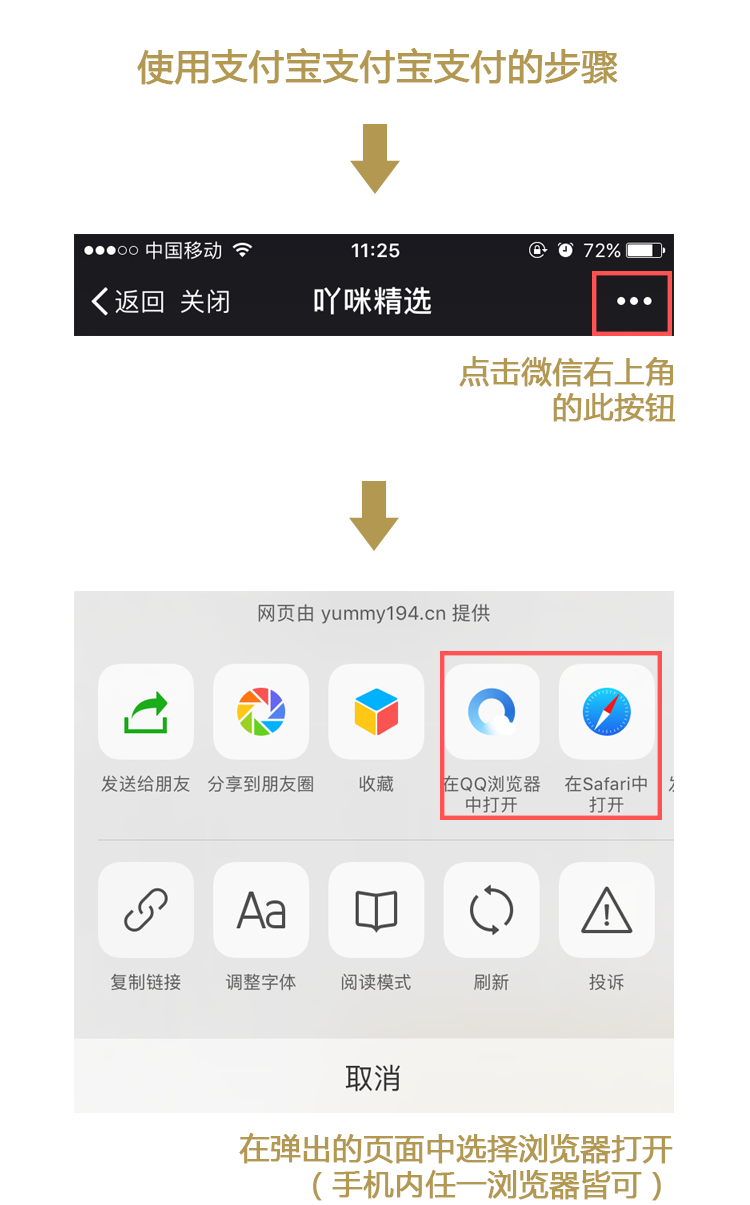 使用支付宝支付宝支付的步骤
中国移动 11:25 72%
返回 关闭 吖咪精选
点击微信右上角
的此按钮
网页由 yummy194.cn 提供
发送给朋友 分享到朋友圈 收藏 在QQ浏览器 在Safari中
中打开 打开
复制链接 Aa 调整字体 阅读模式 刷新 投诉
取消
在弹出的页面中选择浏览器打开
（手机内任一浏览器皆可）